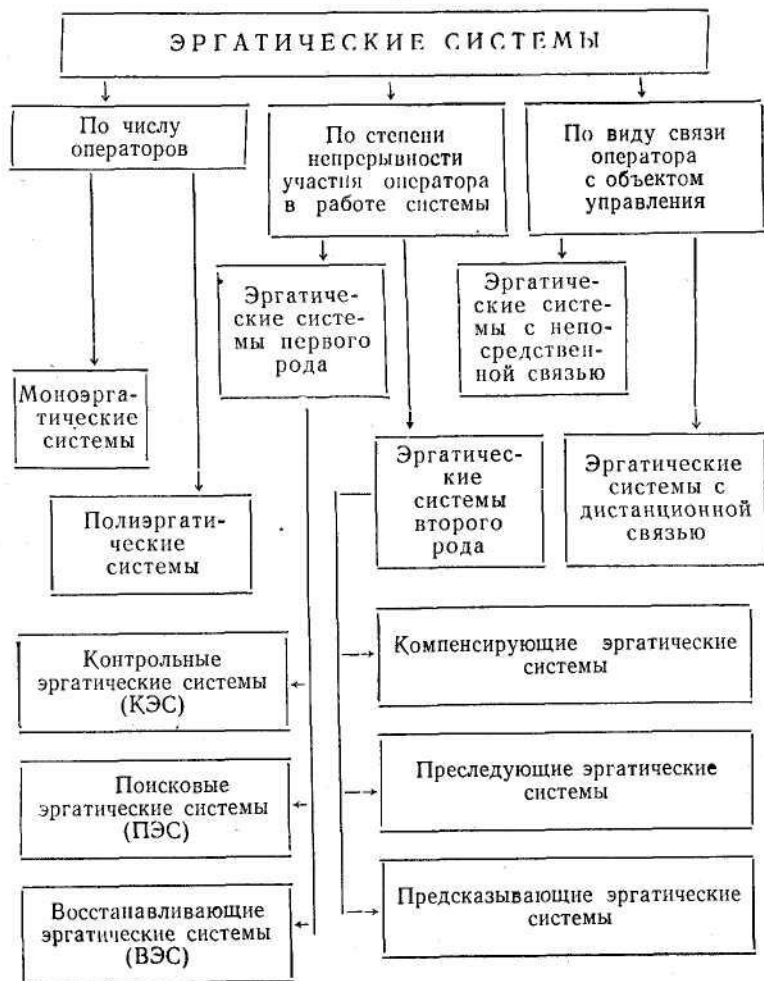 ЭРГАТИЧЕСКИЕ СИСТЕМЫ
По числу
операторов
По степени
непрерывности
участия оператора
в работе системы
По виду связи
оператора
с объектом
управления
Эргатиче-
ские систе-
мы первого
рода
Эргатиче-
ские систе-
мы с непо-
средствен-
ной связью
Моноэрга-
тические
системы
Эргатичес-
кие
системы
второго
рода
Эргатические
системы с
дистанционной
связью
Полиэргати-
ческие
системы
Контрольные
эргатические системы
(КЭС)
Компенсирующие эргатические
системы
Поисковые
эргатические системы
(ПЭС)
Преследующие эргатические
системы
Восстанавливающие
эргатические системы
(ВЭС)
Предсказывающие эргатические
системы